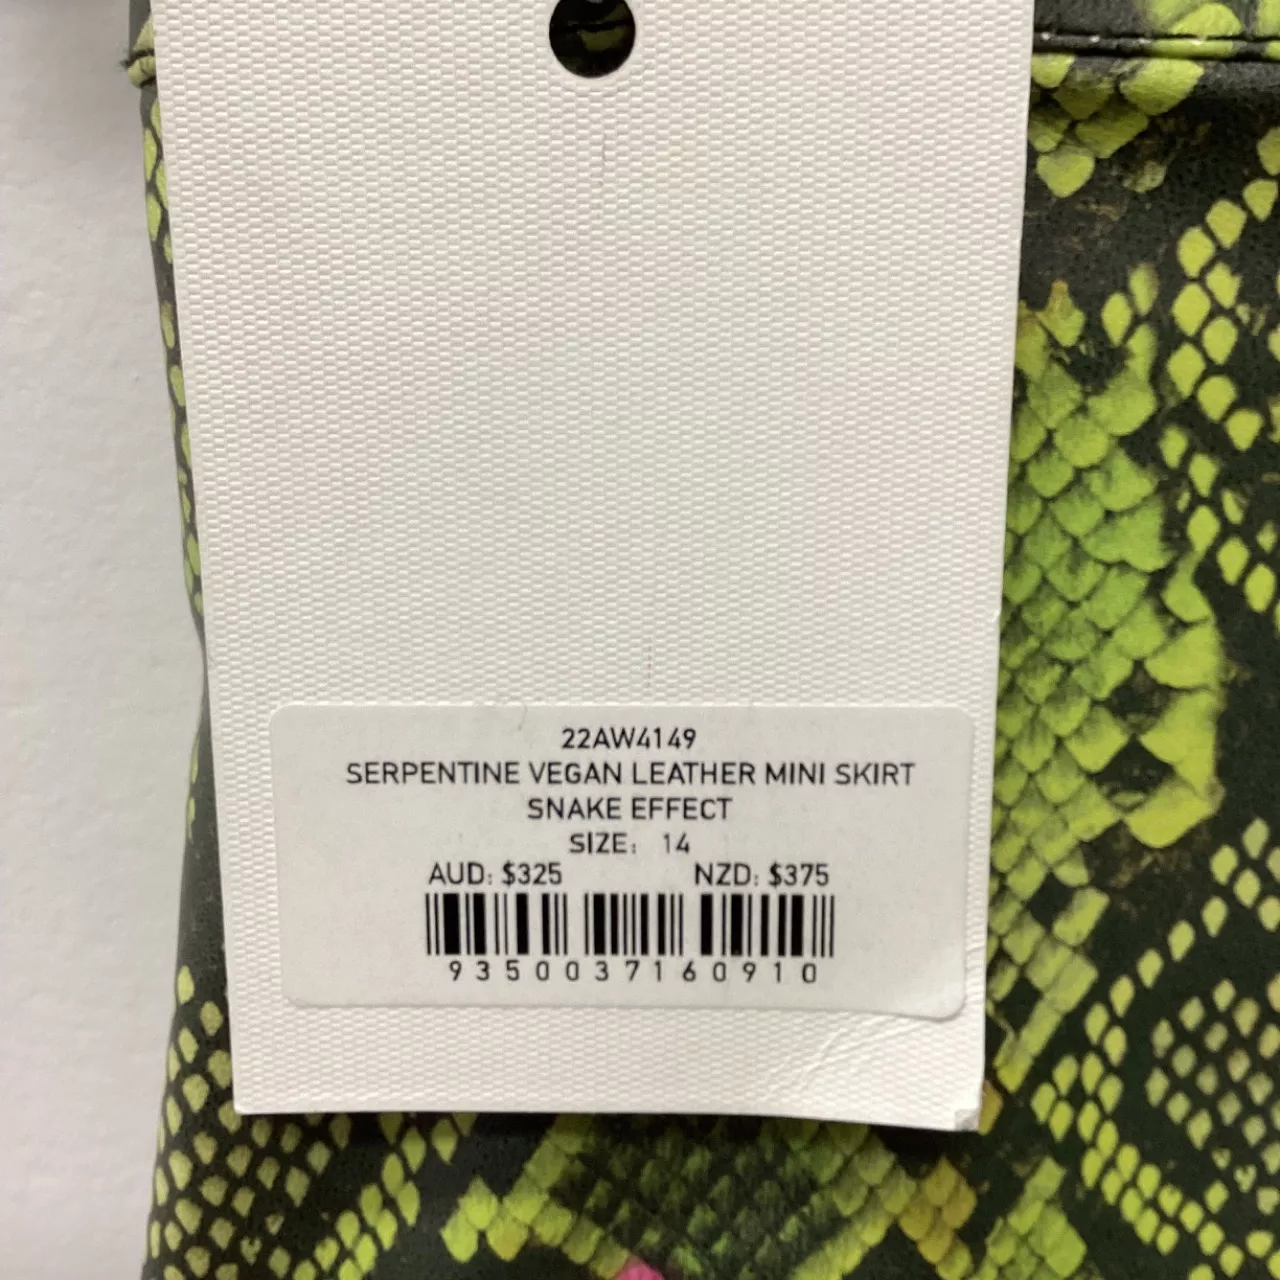 22AW4149
SERPENTINE VEGAN LEATHER MINI SKIRT
SNAKE EFFECT
SIZE: 14
AUD: $325 NZD: $375
9350037160910